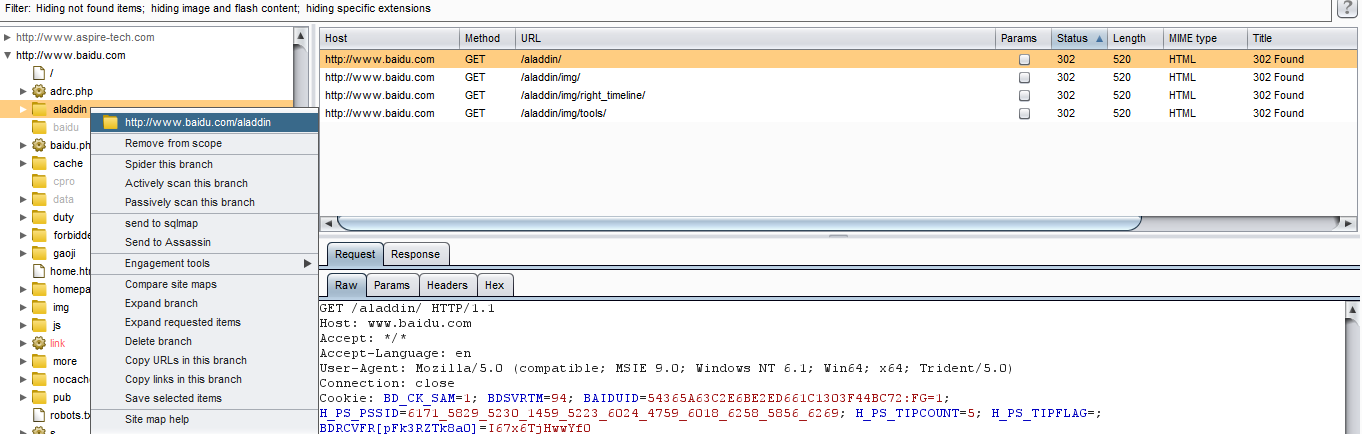 Filter: Hiding not found items; hiding image and flash content; hiding specific extensions
?
http://www.aspire-tech.com
http://www.baidu.com
/
adrc.php
aladdin
baidu
baidu.ph
cache
cpro
data
duty
forbidde
gaoji
home.htm
homepa
img
js
link
more
nocach
pub
robots.tx
s
http://www.baidu.com/aladdin
Remove from scope
Spider this branch
Actively scan this branch
Passively scan this branch
send to sqlmap
Send to Assassin
Engagement tools
Compare site maps
Expand branch
Expand requested items
Delete branch
Copy URLs in this branch
Copy links in this branch
Save selected items
Site map help
Host Method URL Params Status Length MIME type Title
http://www.baidu.com GET /aladdin/ 302 520 HTML 302 Found
http://www.baidu.com GET /aladdin/img/ 302 520 HTML 302 Found
http://www.baidu.com GET /aladdin/img/right_timeline/ 302 520 HTML 302 Found
http://www.baidu.com GET /aladdin/img/tools/ 302 520 HTML 302 Found
Request Response
Raw Params Headers Hex
GET /aladdin/ HTTP/1.1
Host: www.baidu.com
Accept: */*
Accept-Language: en
User-Agent: Mozilla/5.0 (compatible; MSIE 9.0; Windows NT 6.1; Win64; x64; Trident/5.0)
Connection: close
Cookie: BD_CK_SAM=1; BDSVRTM=94; BAIDUID=54365A63C2E6BE2ED661C1303F44BC72:FG=1;
H_PS_PSSID=6171_5829_5230_1459_5223_6024_4759_6018_6258_5856_6269; H_PS_TIPCOUNT=5; H_PS_TIPFLAG=;
BDRCVFR[pFk3RZTk8a0]=I67x6TjHwwYf0